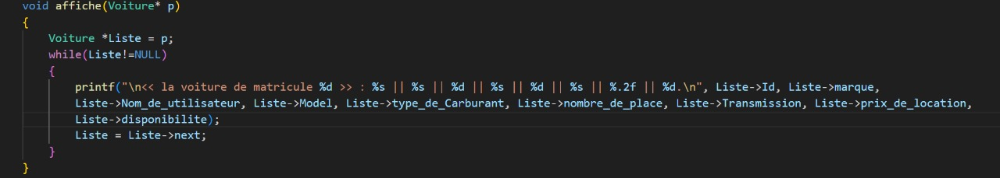 void affiche(Voiture* p)
{
Voiture *Liste = p;
while(Liste!=NULL)
{
printf("\n<< la voiture de matricule %d >> : %s || %s || %d || %s || %d || %s || %.2f || %d.\n", Liste->Id, Liste->marque,
Liste->Nom_de_utilisateur, Liste->Model, Liste->type_de_Carburant, Liste->nombre_de_place, Liste->Transmission, Liste->prix_de_location,
Liste->disponibilite);
Liste = Liste->next;
}
}